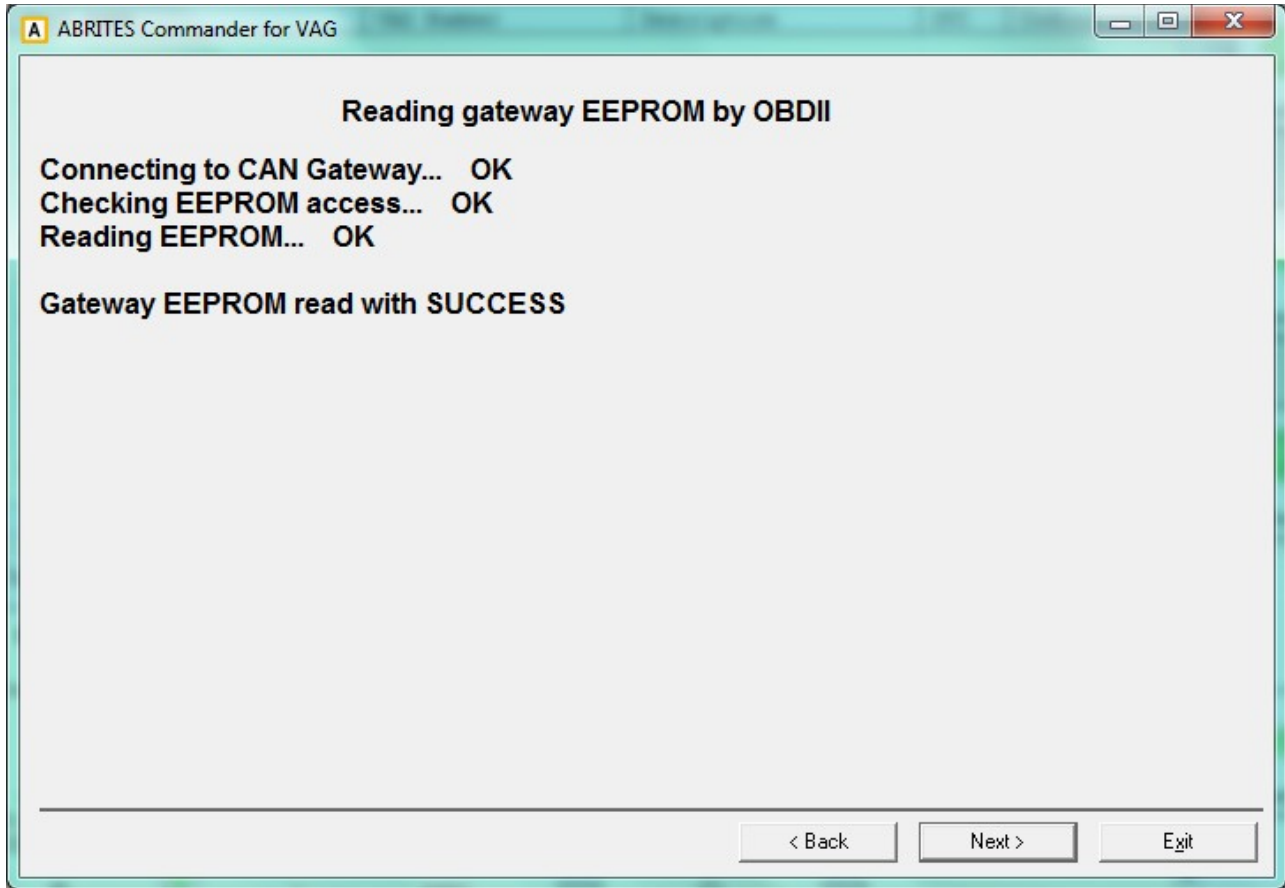 A ABRITES Commander for VAG
Reading gateway EEPROM by OBDII
Connecting to CAN Gateway... OK
Checking EEPROM access... OK
Reading EEPROM... OK
Gateway EEPROM read with SUCCESS
< Back Next > Exit